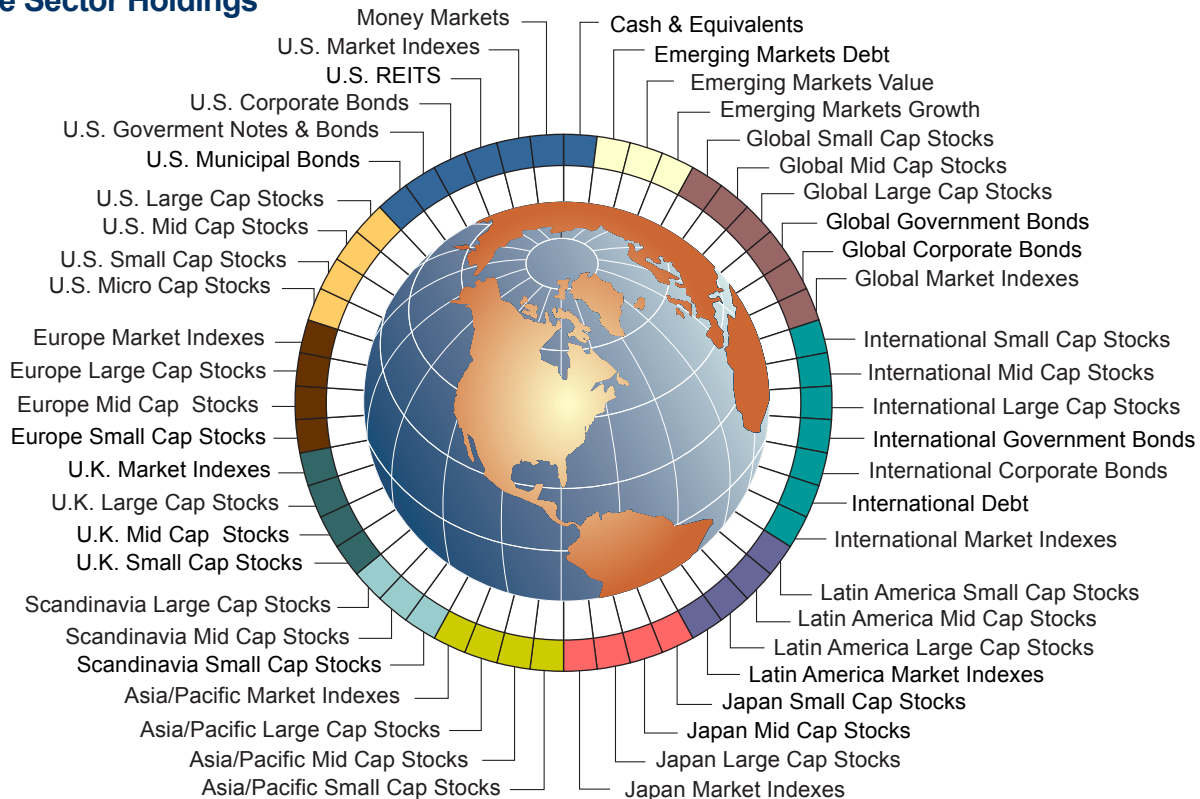 Sector Holdings
Money Markets
U.S. Market Indexes
U.S. REITS
U.S. Corporate Bonds
U.S. Goverment Notes & Bonds
U.S. Municipal Bonds
U.S. Large Cap Stocks
U.S. Mid Cap Stocks
U.S. Small Cap Stocks
U.S. Micro Cap Stocks
Europe Market Indexes
Europe Large Cap Stocks
Europe Mid Cap Stocks
Europe Small Cap Stocks
U.K. Market Indexes
U.K. Large Cap Stocks
U.K. Mid Cap Stocks
U.K. Small Cap Stocks
Scandinavia Large Cap Stocks
Scandinavia Mid Cap Stocks
Scandinavia Small Cap Stocks
Asia/Pacific Market Indexes
Asia/Pacific Large Cap Stocks
Asia/Pacific Mid Cap Stocks
Asia/Pacific Small Cap Stocks
Cash & Equivalents
Emerging Markets Debt
Emerging Markets Value
Emerging Markets Growth
Global Small Cap Stocks
Global Mid Cap Stocks
Global Large Cap Stocks
Global Government Bonds
Global Corporate Bonds
Global Market Indexes
International Small Cap Stocks
International Mid Cap Stocks
International Large Cap Stocks
International Government Bonds
International Corporate Bonds
International Debt
International Market Indexes
Latin America Small Cap Stocks
Latin America Mid Cap Stocks
Latin America Large Cap Stocks
Latin America Market Indexes
Japan Small Cap Stocks
Japan Mid Cap Stocks
Japan Large Cap Stocks
Japan Market Indexes